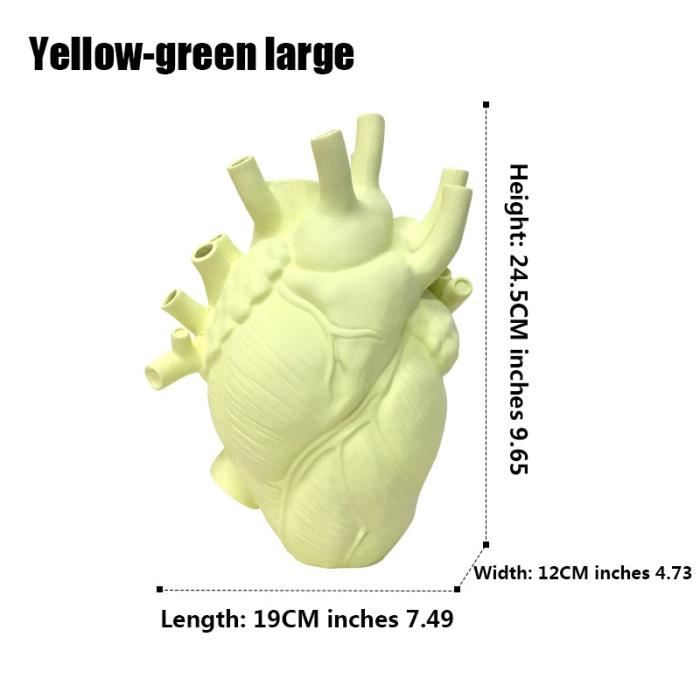 Yellow-green large
Height: 24.5CM inches 9.65
Width: 12CM inches 4.73
Length: 19CM inches 7.49